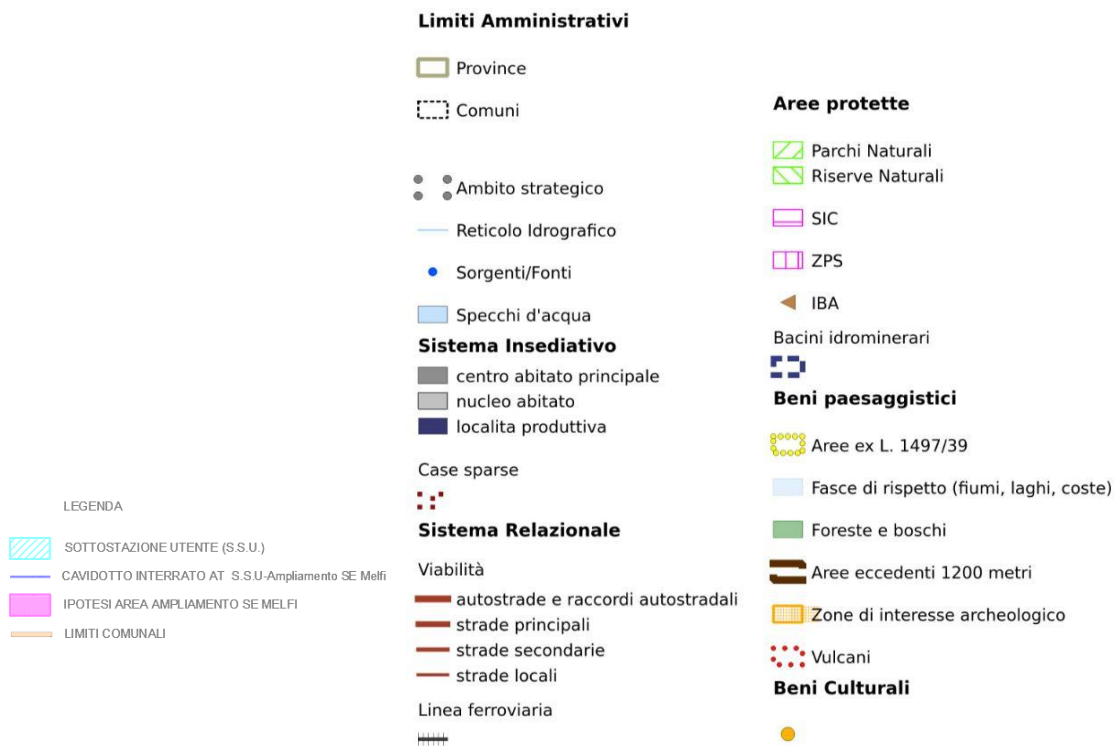 LEGENDA
SOTTOSTAZIONE UTENTE (S.S.U.)
CAVIDOTTO INTERRATO AT S.S.U-Ampliamento SE Melfi
IPOTESI AREA AMPLIAMENTO SE MELFI
LIMITI COMUNALI
Limiti Amministrativi
Province
Comuni
Ambito strategico
Reticolo Idrografico
Sorgenti/Fonti
Specchi d'acqua
Sistema Insediativo
centro abitato principale
nucleo abitato
localita produttiva
Case sparse
Sistema Relazionale
Viabilità
autostrade e raccordi autostradali
strade principali
strade secondarie
strade locali
Linea ferroviaria
Aree protette
Parchi Naturali
Riserve Naturali
SIC
ZPS
IBA
Bacini idrominerari
Beni paesaggistici
Aree ex L. 1497/39
Fasce di rispetto (fiumi, laghi, coste)
Foreste e boschi
Aree eccedenti 1200 metri
Zone di interesse archeologico
Vulcani
Beni Culturali